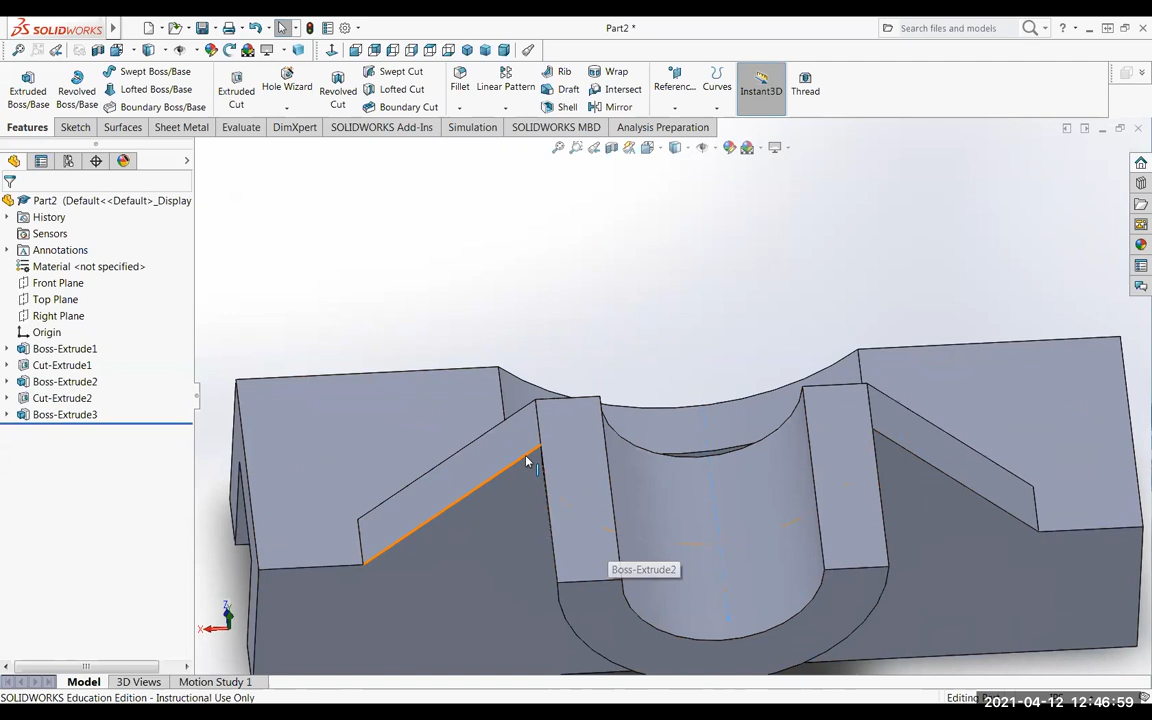 SOLIDWORKS
Part2 *
Search files and models
Extruded Boss/Base
Revolved Boss/Base
Swept Boss/Base
Lofted Boss/Base
Boundary Boss/Base
Extruded Cut
Hole Wizard
Revolved Cut
Swept Cut
Lofted Cut
Boundary Cut
Fillet
Linear Pattern
Rib
Draft
Shell
Wrap
Intersect
Mirror
Referenc...
Curves
Instant3D
Thread
Features
Sketch
Surfaces
Sheet Metal
Evaluate
DimXpert
SOLIDWORKS Add-Ins
Simulation
SOLIDWORKS MBD
Analysis Preparation
Part2 (Default<<Default>_Display
History
Sensors
Annotations
Material <not specified>
Front Plane
Top Plane
Right Plane
Origin
Boss-Extrude1
Cut-Extrude1
Boss-Extrude2
Cut-Extrude2
Boss-Extrude3
Boss-Extrude2
X
Model
3D Views
Motion Study 1
SOLIDWORKS Education Edition - Instructional Use Only
2021-04-12 12:46:59